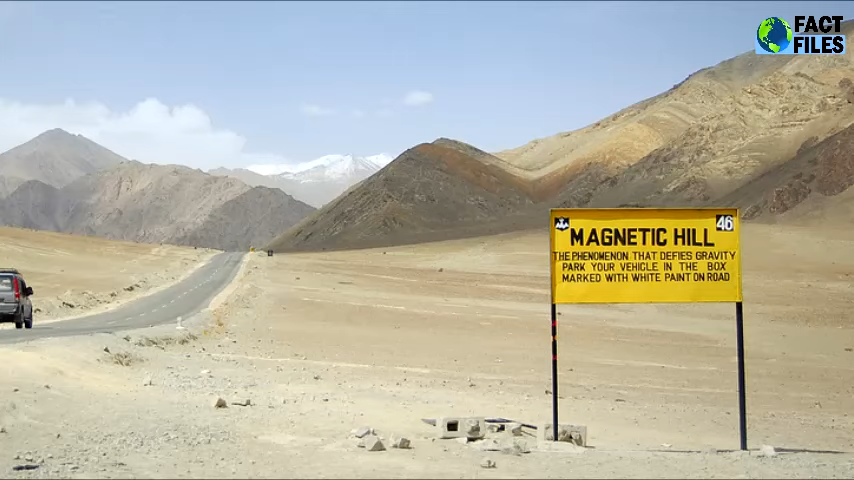 FACT
FILES
46
MAGNETIC HILL
THE PHENOMENON THAT DEFIES GRAVITY
PARK YOUR VEHICLE IN THE BOX
MARKED WITH WHITE PAINT ON ROAD